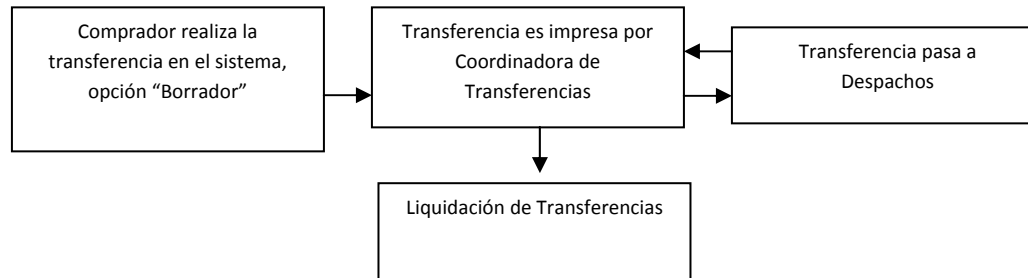 Comprador realiza la
transferencia en el sistema,
opción “Borrador”
Transferencia es impresa por
Coordinadora de
Transferencias
Transferencia pasa a
Despachos
Liquidación de Transferencias